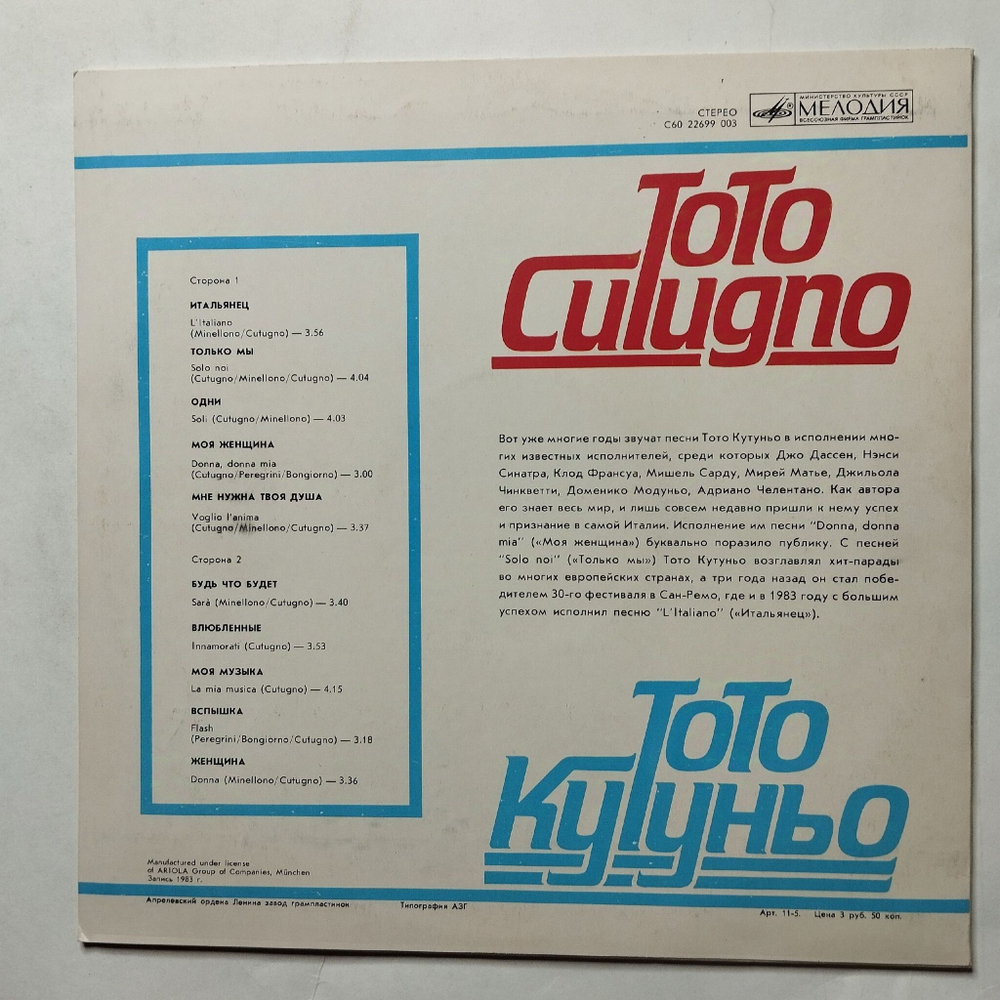 СТЕРЕО
С60 22699 003
МИНИСТЕРСТВО КУЛЬТУРЫ СССР
МЕЛОДИЯ
ВСЕСОЮЗНАЯ ФИРМА ГРАМПЛАСТИНОК
Toto
Cutugno
Сторона 1
ИТАЛЬЯНЕЦ
L'Italiano
(Minellono/Cutugno) — 3.56
ТОЛЬКО МЫ
Solo noi
(Cutugno/Minellono/Cutugno) — 4.04
ОДНИ
Soli (Cutugno/Minellono) — 4.03
МОЯ ЖЕНЩИНА
Donna, donna mia
(Cutugno/Peregrini/Bongiorno) — 3.00
МНЕ НУЖНА ТВОЯ ДУША
Voglio l'anima
(Cutugno/Minellono/Cutugno) — 3.37
Сторона 2
БУДЬ ЧТО БУДЕТ
Sarà (Minellono/Cutugno) — 3.40
ВЛЮБЛЕННЫЕ
Innamorati (Cutugno) — 3.53
МОЯ МУЗЫКА
La mia musica (Cutugno) — 4.15
ВСПЫШКА
Flash
(Peregrini/Bongiorno/Cutugno) — 3.18
ЖЕНЩИНА
Donna (Minellono/Cutugno) — 3.36
Вот уже многие годы звучат песни Тото Кутуньо в исполнении мно-
гих известных исполнителей, среди которых Джо Дассен, Нэнси
Синатра, Клод Франсуа, Мишель Сарду, Мирей Матье, Джильола
Чинкветти, Доменико Модуньо, Адриано Челентано. Как автора
его знает весь мир, и лишь совсем недавно пришли к нему успех
и признание в самой Италии. Исполнение им песни "Donna, donna
mia" («Моя женщина») буквально поразило публику. С песней
"Solo noi" («Только мы») Тото Кутуньо возглавлял хит-парады
во многих европейских странах, а три года назад он стал побе-
дителем 30-го фестиваля в Сан-Ремо, где и в 1983 году с большим
успехом исполнил песню "L'Italiano" («Итальянец»).
Тото
Кутуньо
Manufactured under license
of ARIOLA Group of Companies, München
Запись 1983 г.
Апрелевский ордена Ленина завод грампластинок
Типография АЗГ
Арт. 11-5. Цена 3 руб. 50 коп.